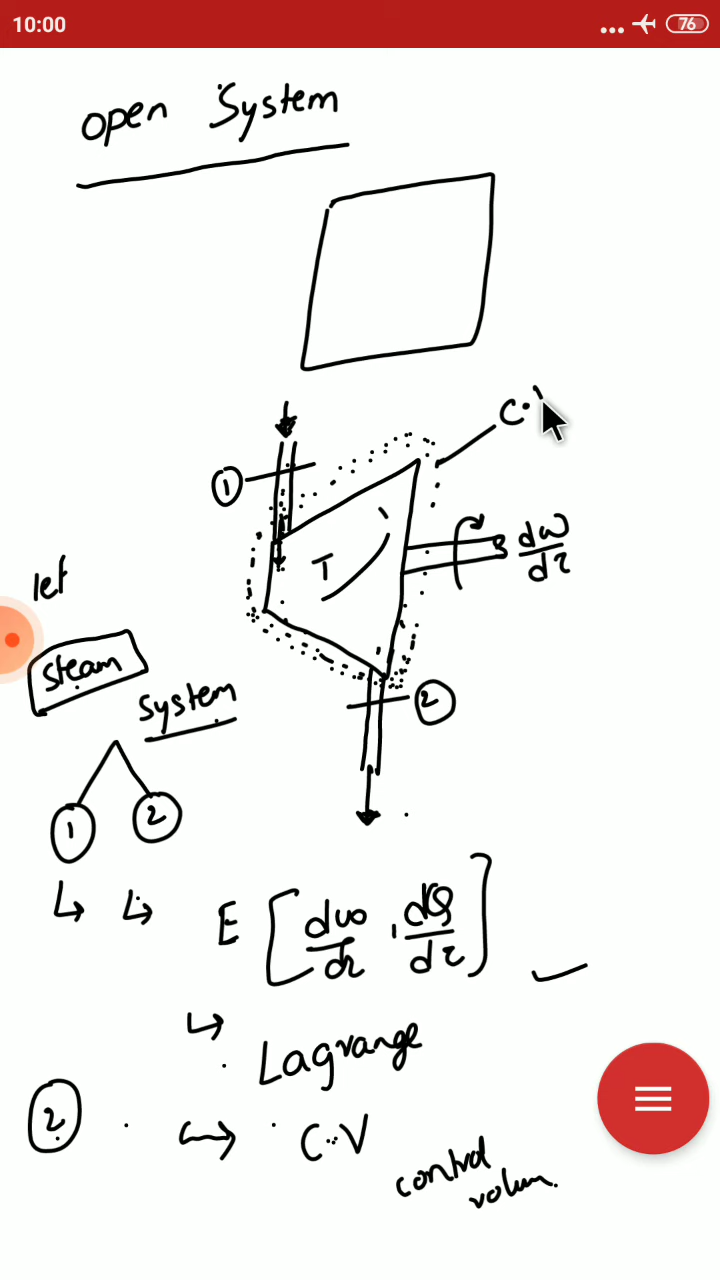 10:00
76
open System
C.V
1
T
dw
dτ
let
steam
System
2
1 2
E [dw/dτ, dQ/dτ]
Lagrange
2
C.V
control
volum.